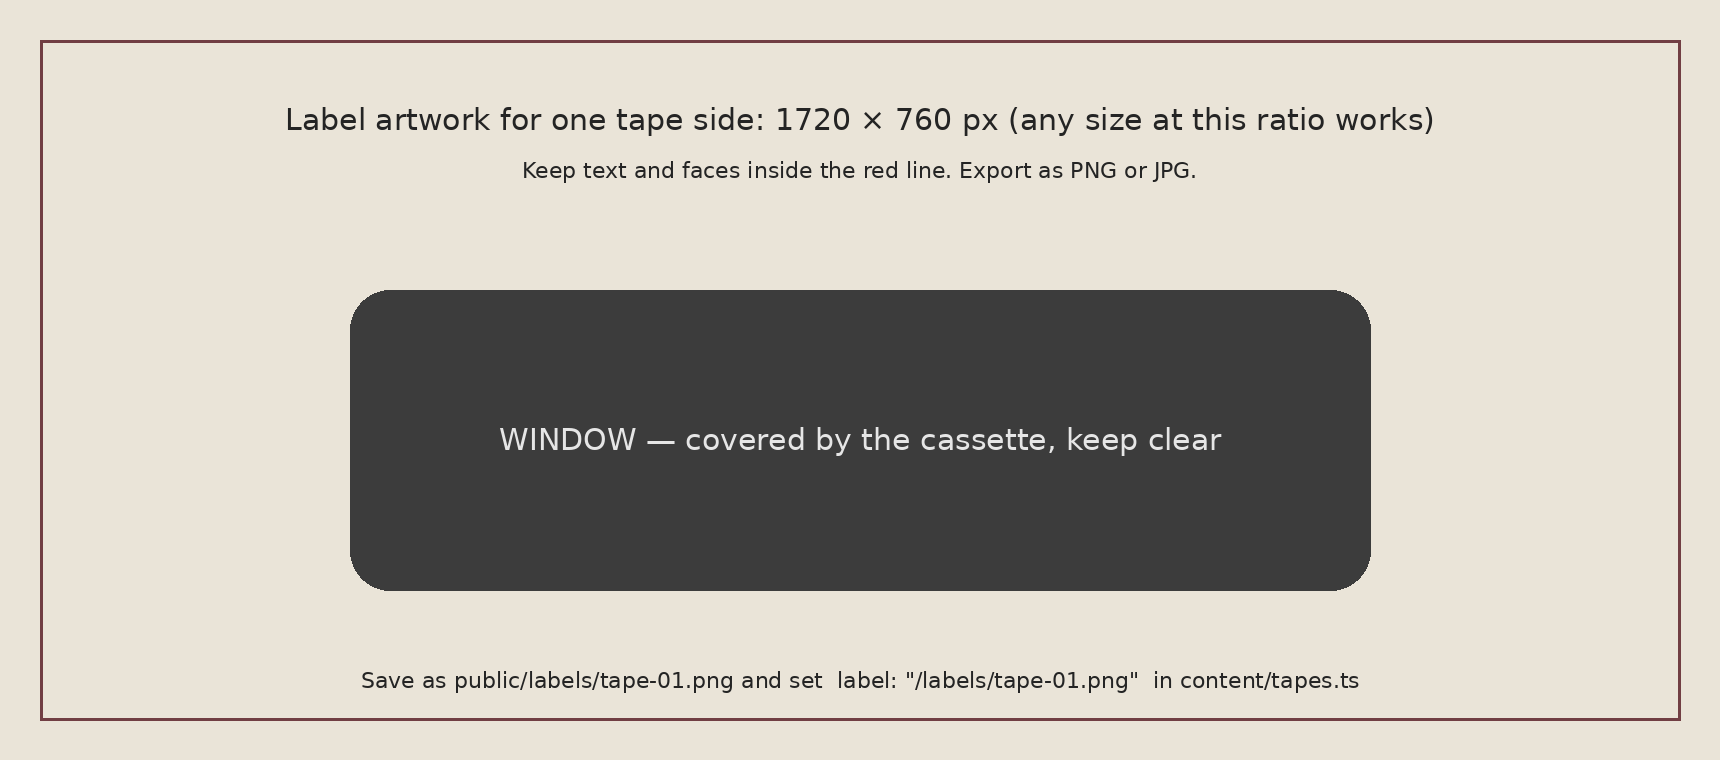 Label artwork for one tape side: 1720 × 760 px (any size at this ratio works)
Keep text and faces inside the red line. Export as PNG or JPG.
WINDOW — covered by the cassette, keep clear
Save as public/labels/tape-01.png and set  label: "/labels/tape-01.png"  in content/tapes.ts